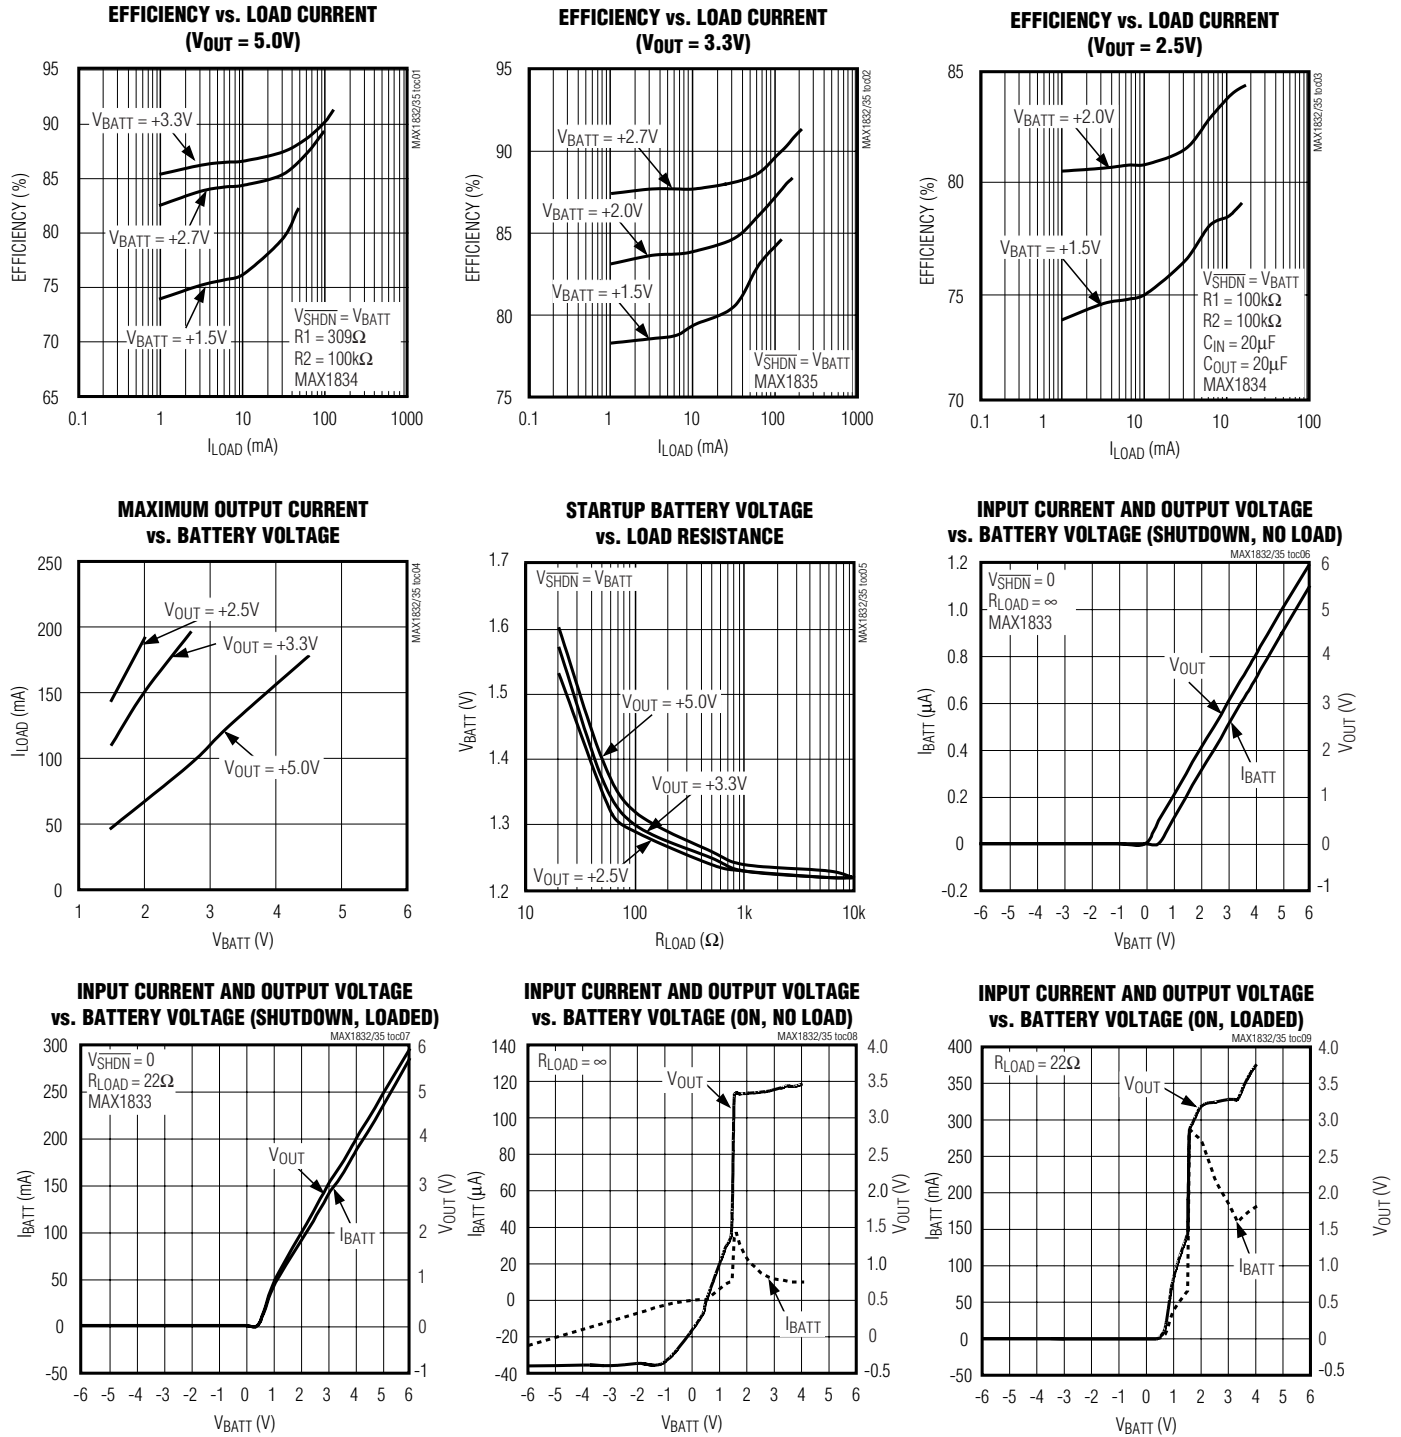 EFFICIENCY vs. LOAD CURRENT
(VOUT = 5.0V)
MAX1832/35 toc01
95
90
85
80
75
70
65
EFFICIENCY (%)
VBATT = +3.3V
VBATT = +2.7V
VBATT = +1.5V
VSHDN = VBATT
R1 = 309Ω
R2 = 100kΩ
MAX1834
0.1 1 10 100 1000
ILOAD (mA)
EFFICIENCY vs. LOAD CURRENT
(VOUT = 3.3V)
MAX1832/35 toc02
95
90
85
80
75
EFFICIENCY (%)
VBATT = +2.7V
VBATT = +2.0V
VBATT = +1.5V
VSHDN = VBATT
MAX1835
0.1 1 10 100 1000
ILOAD (mA)
EFFICIENCY vs. LOAD CURRENT
(VOUT = 2.5V)
MAX1832/35 toc03
85
80
75
70
EFFICIENCY (%)
VBATT = +2.0V
VBATT = +1.5V
VSHDN = VBATT
R1 = 100kΩ
R2 = 100kΩ
CIN = 20µF
COUT = 20µF
MAX1834
0.1 1 10 10 100
ILOAD (mA)
MAXIMUM OUTPUT CURRENT
vs. BATTERY VOLTAGE
MAX1832/35 toc04
250
200
150
100
50
0
ILOAD (mA)
VOUT = +2.5V
VOUT = +3.3V
VOUT = +5.0V
1 2 3 4 5 6
VBATT (V)
STARTUP BATTERY VOLTAGE
vs. LOAD RESISTANCE
MAX1832/35 toc05
1.7
1.6
1.5
1.4
1.3
1.2
VBATT (V)
VSHDN = VBATT
VOUT = +5.0V
VOUT = +3.3V
VOUT = +2.5V
10 100 1k 10k
RLOAD (Ω)
INPUT CURRENT AND OUTPUT VOLTAGE
vs. BATTERY VOLTAGE (SHUTDOWN, NO LOAD)
MAX1832/35 toc06
1.2
1.0
0.8
0.6
0.4
0.2
0
-0.2
IBATT (µA)
VSHDN = 0
RLOAD = ∞
MAX1833
VOUT
IBATT
6
5
4
3
2
1
0
-1
VOUT (V)
-6 -5 -4 -3 -2 -1 0 1 2 3 4 5 6
VBATT (V)
INPUT CURRENT AND OUTPUT VOLTAGE
vs. BATTERY VOLTAGE (SHUTDOWN, LOADED)
MAX1832/35 toc07
300
250
200
150
100
50
0
-50
IBATT (mA)
VSHDN = 0
RLOAD = 22Ω
MAX1833
VOUT
IBATT
6
5
4
3
2
1
0
-1
VOUT (V)
-6 -5 -4 -3 -2 -1 0 1 2 3 4 5 6
VBATT (V)
INPUT CURRENT AND OUTPUT VOLTAGE
vs. BATTERY VOLTAGE (ON, NO LOAD)
MAX1832/35 toc08
140
120
100
80
60
40
20
0
-20
-40
IBATT (µA)
RLOAD = ∞
VOUT
IBATT
4.0
3.5
3.0
2.5
2.0
1.5
1.0
0.5
0
-0.5
VOUT (V)
-6 -5 -4 -3 -2 -1 0 1 2 3 4 5 6
VBATT (V)
INPUT CURRENT AND OUTPUT VOLTAGE
vs. BATTERY VOLTAGE (ON, LOADED)
MAX1832/35 toc09
400
350
300
250
200
150
100
50
0
-50
IBATT (mA)
RLOAD = 22Ω
VOUT
IBATT
4.0
3.5
3.0
2.5
2.0
1.5
1.0
0.5
0
-0.5
VOUT (V)
-6 -5 -4 -3 -2 -1 0 1 2 3 4 5 6
VBATT (V)